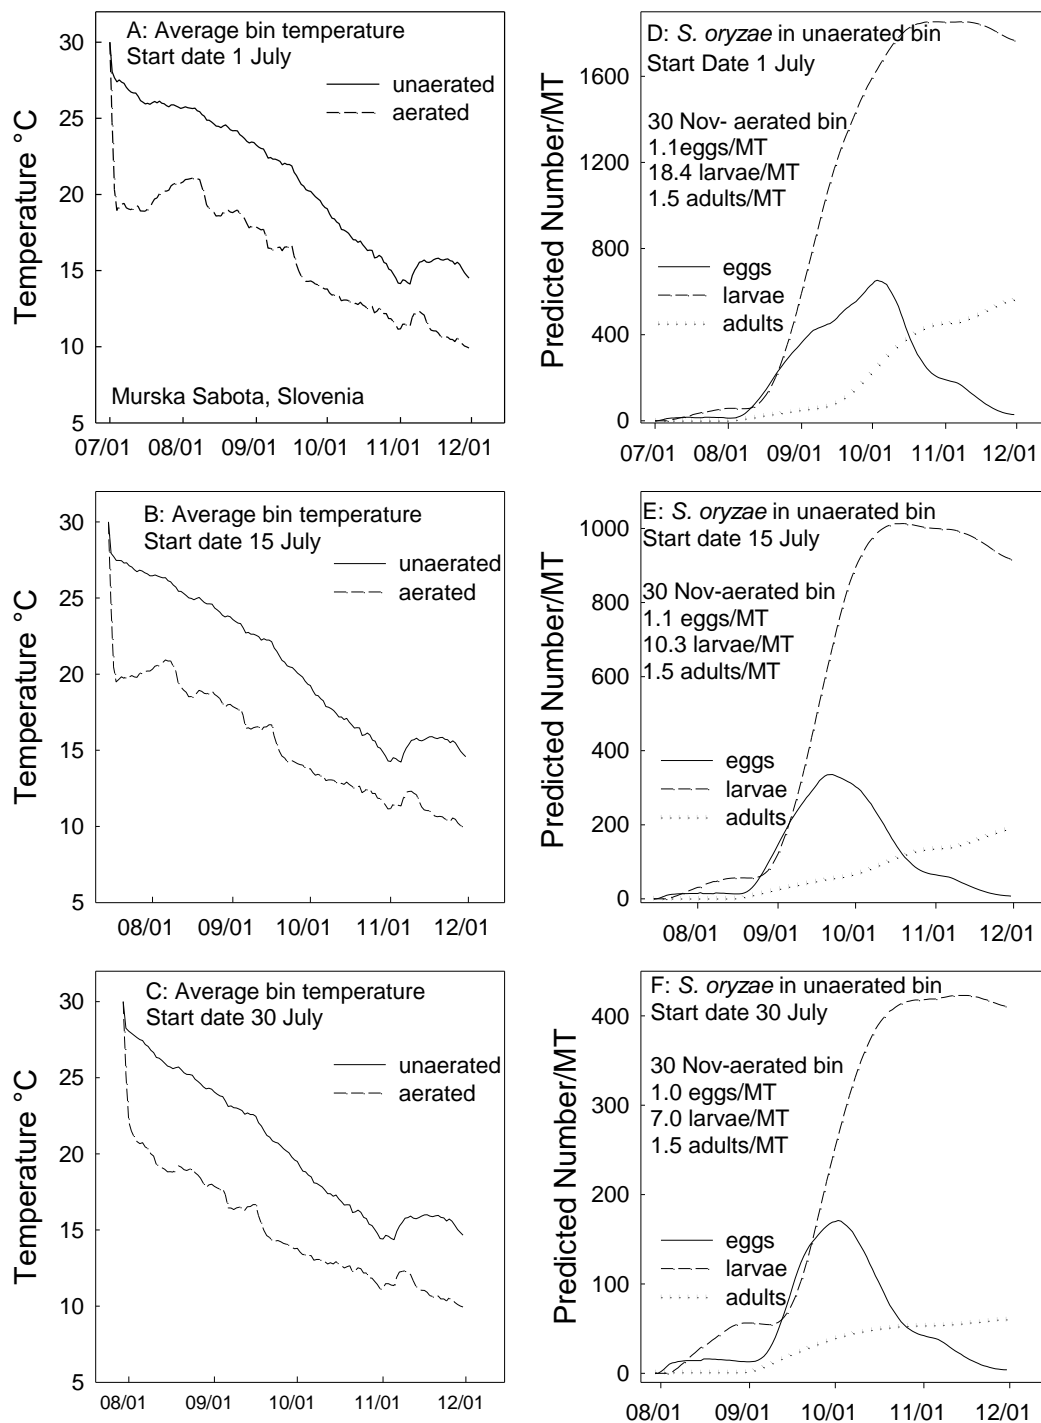 A: Average bin temperature
Start date 1 July
unaerated
aerated
Temperature °C
30
25
20
15
10
5
Murska Sabota, Slovenia
07/01 08/01 09/01 10/01 11/01 12/01
D: S. oryzae in unaerated bin
Start Date 1 July
30 Nov- aerated bin
1.1eggs/MT
18.4 larvae/MT
1.5 adults/MT
eggs
larvae
adults
Predicted Number/MT
1600
1200
800
400
0
07/01 08/01 09/01 10/01 11/01 12/01
B: Average bin temperature
Start date 15 July
unaerated
aerated
Temperature °C
30
25
20
15
10
5
08/01 09/01 10/01 11/01 12/01
E: S. oryzae in unaerated bin
Start date 15 July
30 Nov-aerated bin
1.1 eggs/MT
10.3 larvae/MT
1.5 adults/MT
eggs
larvae
adults
Predicted Number/MT
1000
800
600
400
200
0
08/01 09/01 10/01 11/01 12/01
C: Average bin temperature
Start date 30 July
unaerated
aerated
Temperature °C
30
25
20
15
10
5
08/01 09/01 10/01 11/01 12/01
F: S. oryzae in unaerated bin
Start date 30 July
30 Nov-aerated bin
1.0 eggs/MT
7.0 larvae/MT
1.5 adults/MT
eggs
larvae
adults
Predicted Number/MT
400
300
200
100
0
08/01 09/01 10/01 11/01 12/01